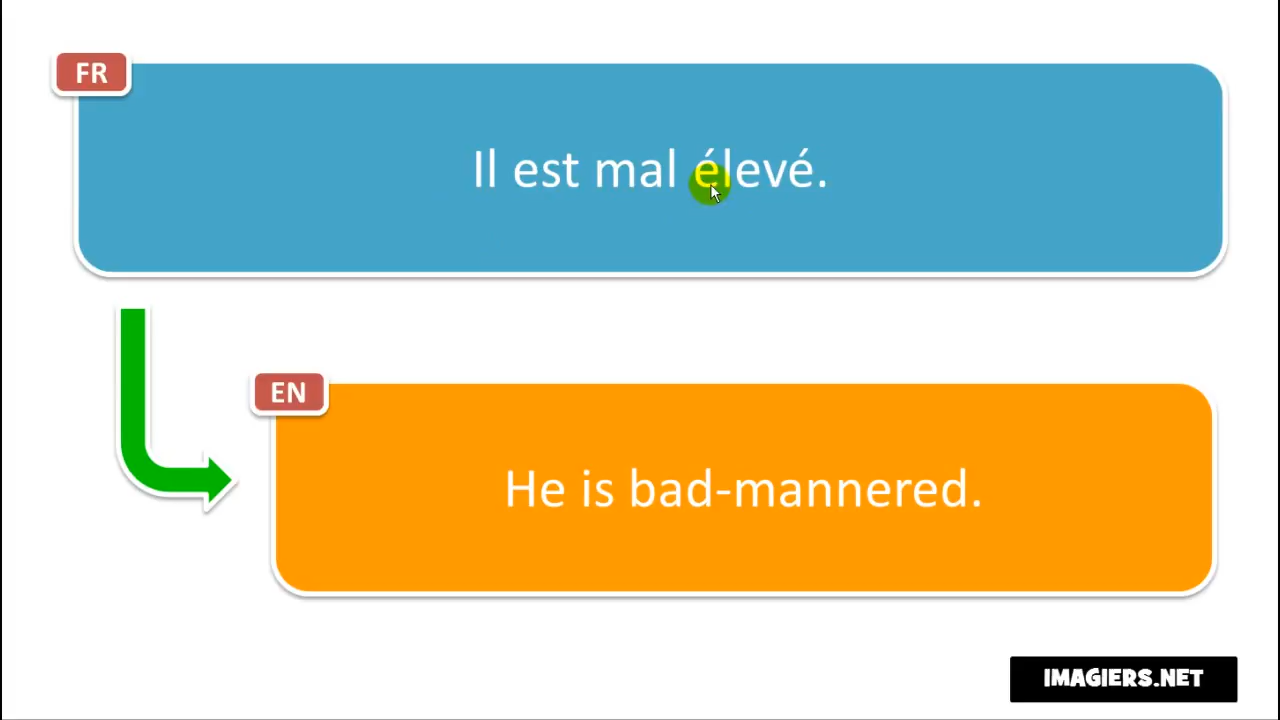 FR
Il est mal élevé.
EN
He is bad-mannered.
IMAGIERS.NET